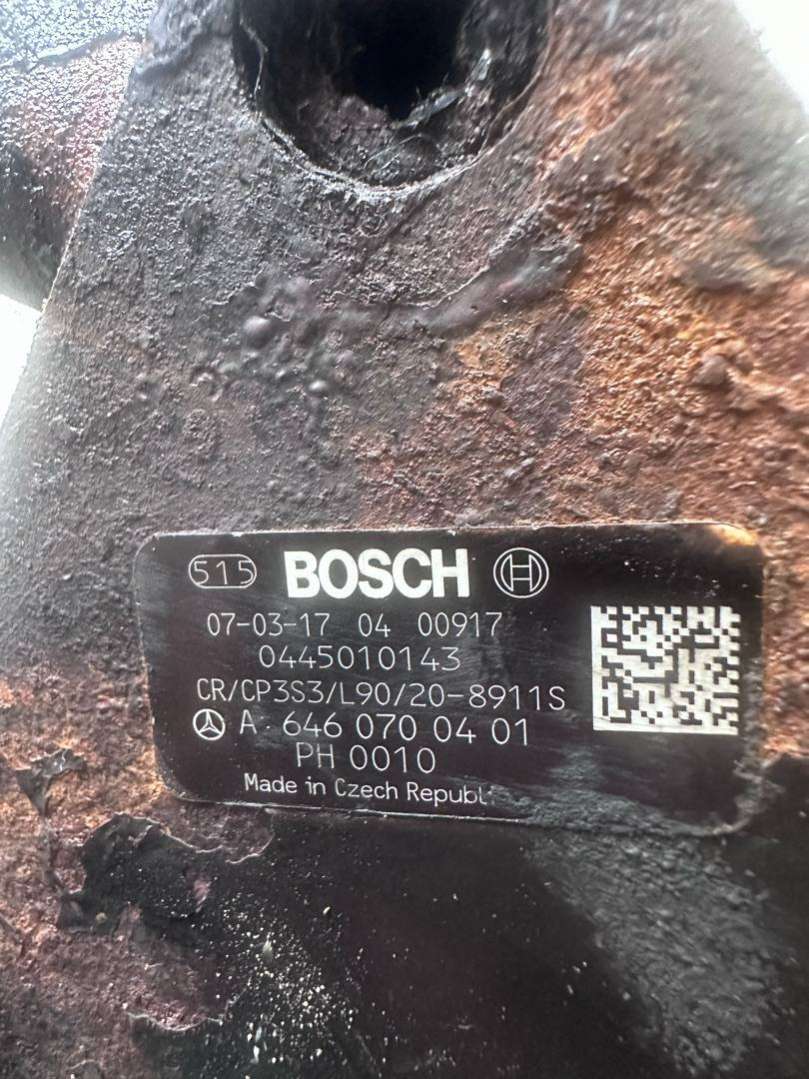 515 BOSCH
07-03-17 04 00917
0445010143
CR/CP3S3/L90/20-8911S
A 646 070 04 01
PH 0010
Made in Czech